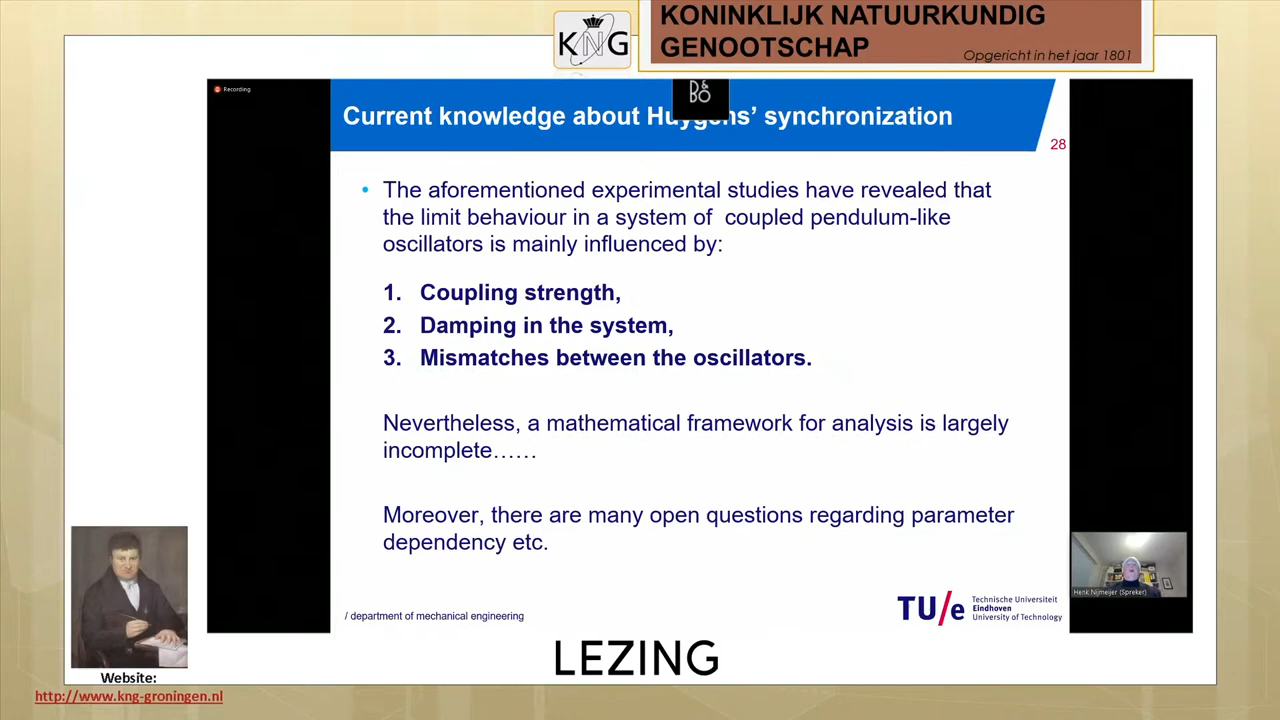 KONINKLIJK NATUURKUNDIG
GENOOTSCHAP
Opgericht in het jaar 1801
KNG
Recording
Current knowledge about Huygens’ synchronization
28
• The aforementioned experimental studies have revealed that
the limit behaviour in a system of coupled pendulum-like
oscillators is mainly influenced by:
1. Coupling strength,
2. Damping in the system,
3. Mismatches between the oscillators.
Nevertheless, a mathematical framework for analysis is largely
incomplete……
Moreover, there are many open questions regarding parameter
dependency etc.
Henk Nijmeijer (Spreker)
/ department of mechanical engineering
TU/e
Technische Universiteit
Eindhoven
University of Technology
LEZING
Website:
http://www.kng-groningen.nl